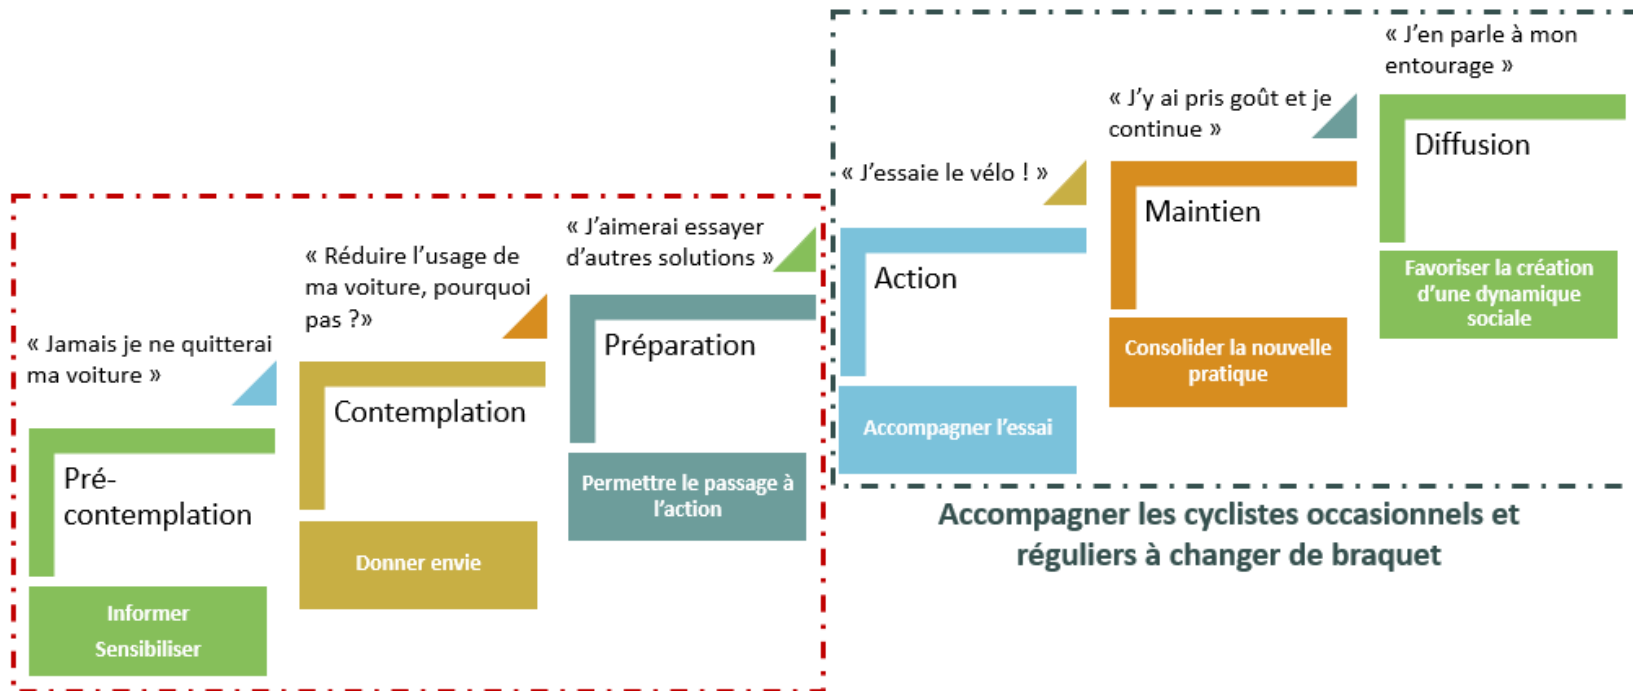 « Jamais je ne quitterai
ma voiture »
Pré-
contemplation
Informer
Sensibiliser
« Réduire l’usage de
ma voiture, pourquoi
pas ?»
Contemplation
Donner envie
« J’aimerai essayer
d’autres solutions »
Préparation
Permettre le passage à
l’action
« J’essaie le vélo ! »
Action
Accompagner l’essai
« J’y ai pris goût et je
continue »
Maintien
Consolider la nouvelle
pratique
« J’en parle à mon
entourage »
Diffusion
Favoriser la création
d’une dynamique
sociale
Accompagner les cyclistes occasionnels et
réguliers à changer de braquet